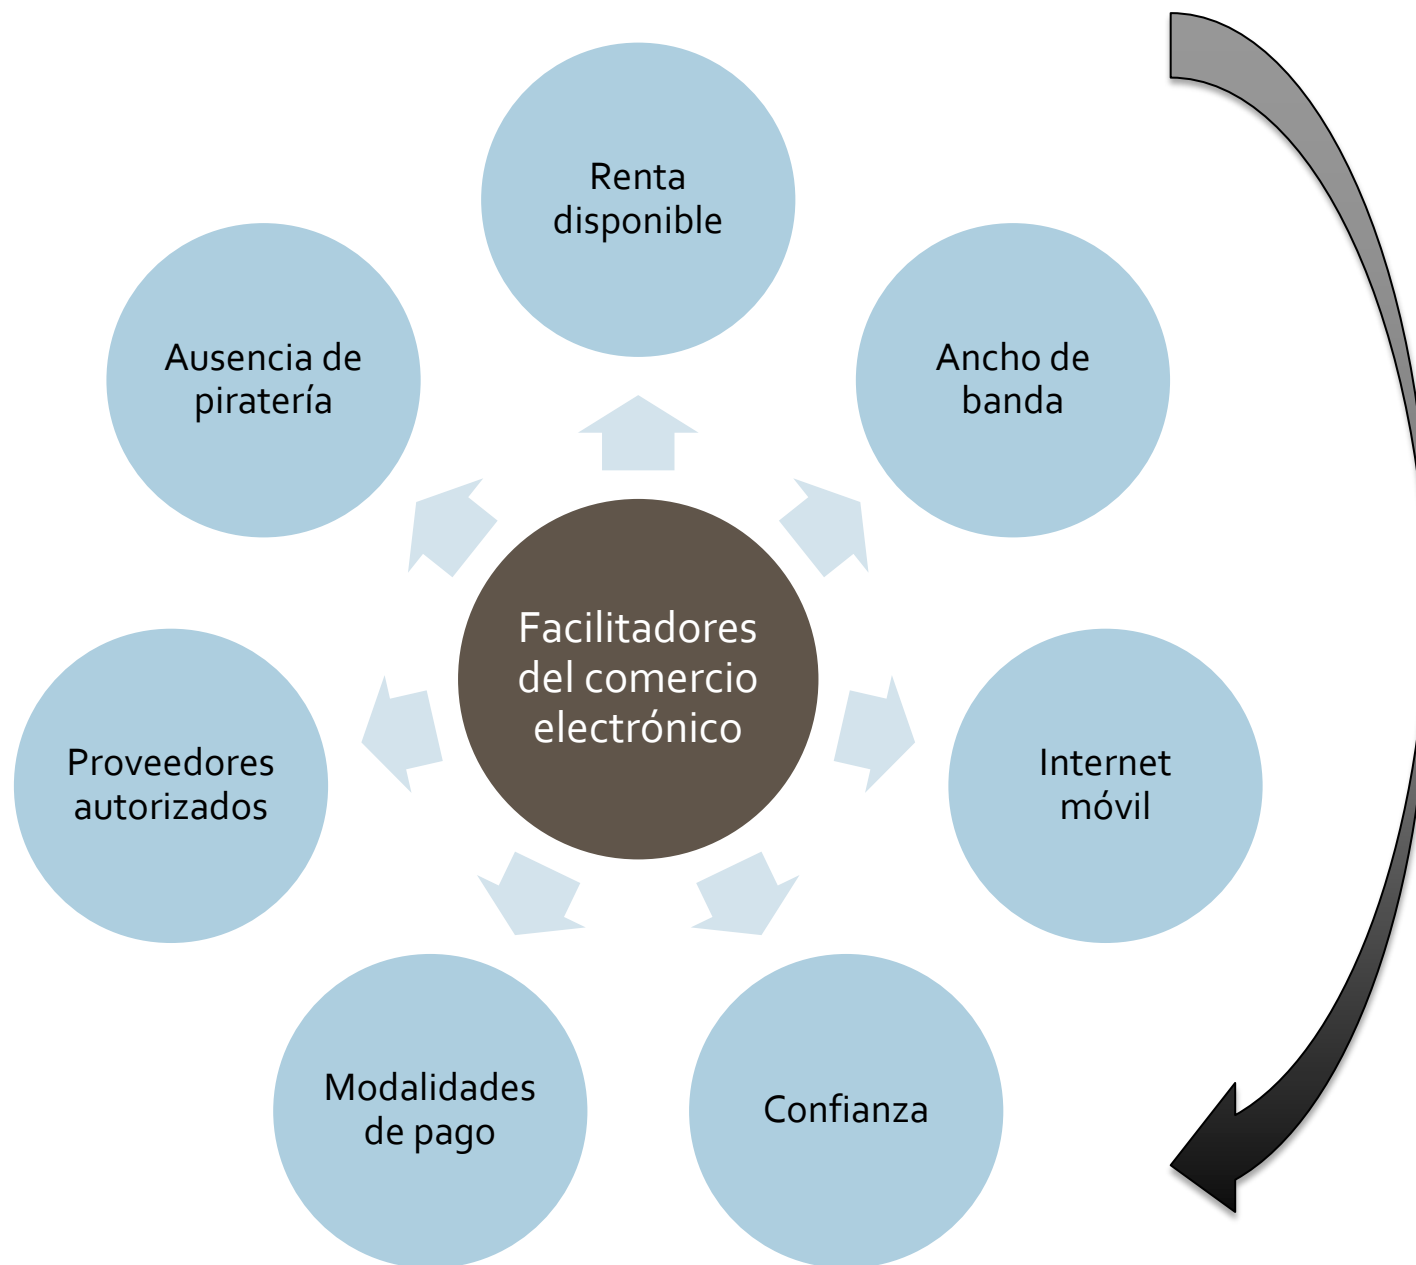 Renta
disponible
Ausencia de
piratería
Ancho de
banda
Facilitadores
del comercio
electrónico
Proveedores
autorizados
Internet
móvil
Modalidades
de pago
Confianza